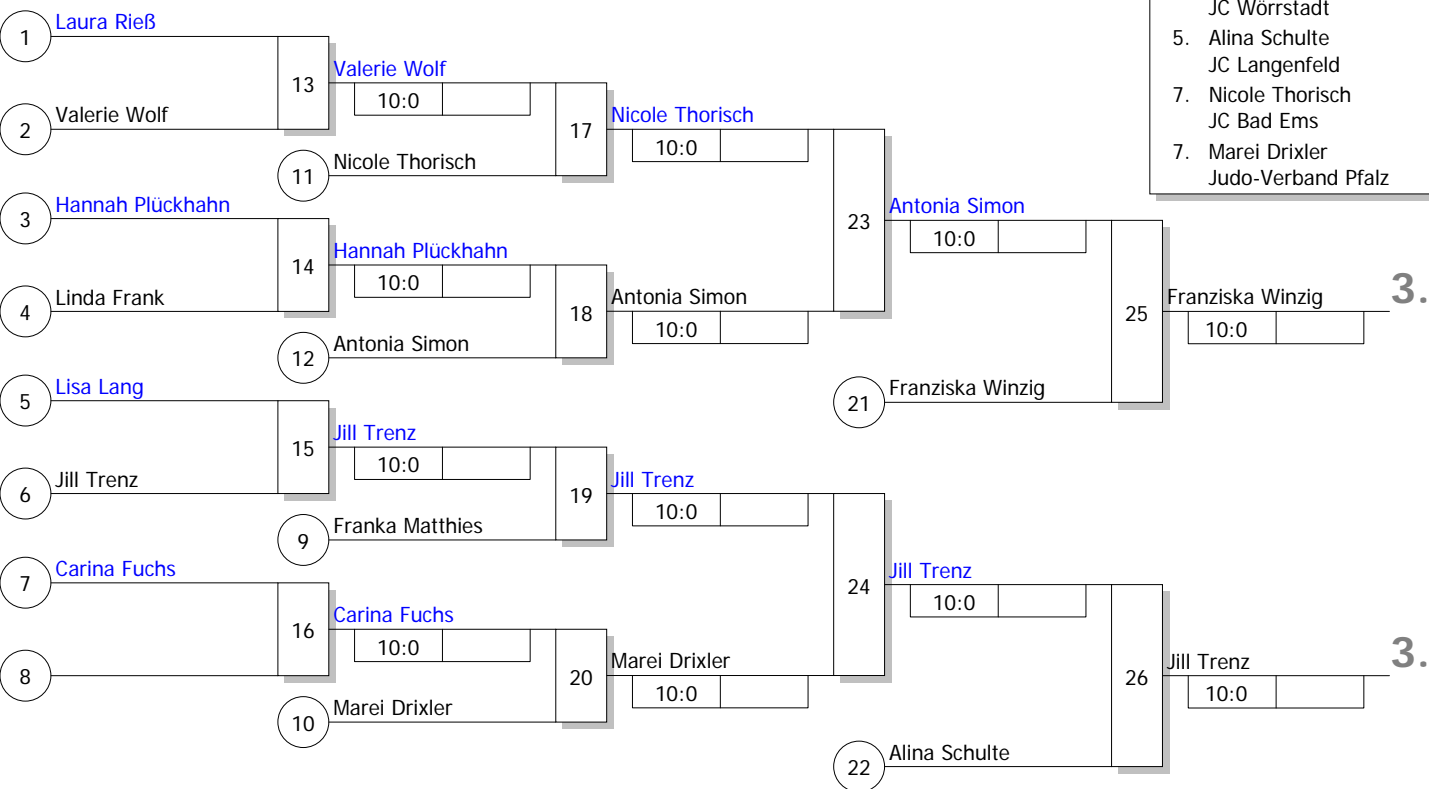 JC Wörrstadt
5. Alina Schulte
JC Langenfeld
7. Nicole Thorisch
JC Bad Ems
7. Marei Drixler
Judo-Verband Pfalz
1 Laura Rieß
2 Valerie Wolf
13
Valerie Wolf
10:0
11 Nicole Thorisch
17
Nicole Thorisch
10:0
3 Hannah Plückhahn
4 Linda Frank
14
Hannah Plückhahn
10:0
12 Antonia Simon
18
Antonia Simon
10:0
23
Antonia Simon
10:0
21 Franziska Winzig
25
Franziska Winzig
10:0
3.
5 Lisa Lang
6 Jill Trenz
15
Jill Trenz
10:0
9 Franka Matthies
19
Jill Trenz
10:0
7 Carina Fuchs
8
16
Carina Fuchs
10:0
10 Marei Drixler
20
Marei Drixler
10:0
24
Jill Trenz
10:0
22 Alina Schulte
26
Jill Trenz
10:0
3.